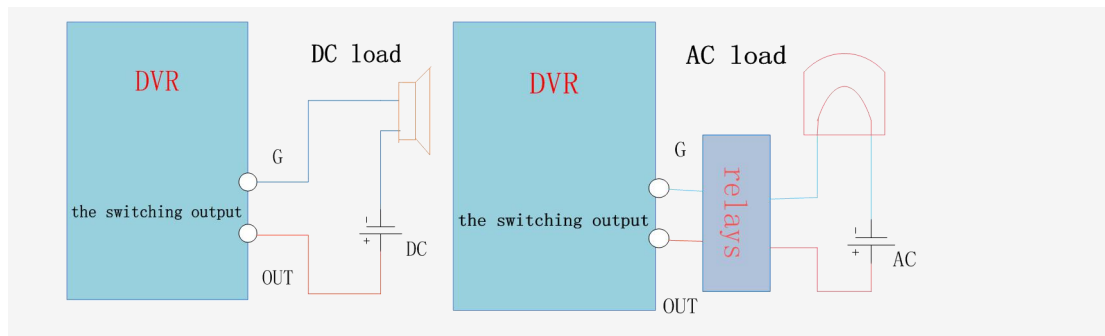 DC load
DVR
G
the switching output
- 
+ DC
OUT
AC load
DVR
G
relays
the switching output
-
+ AC
OUT